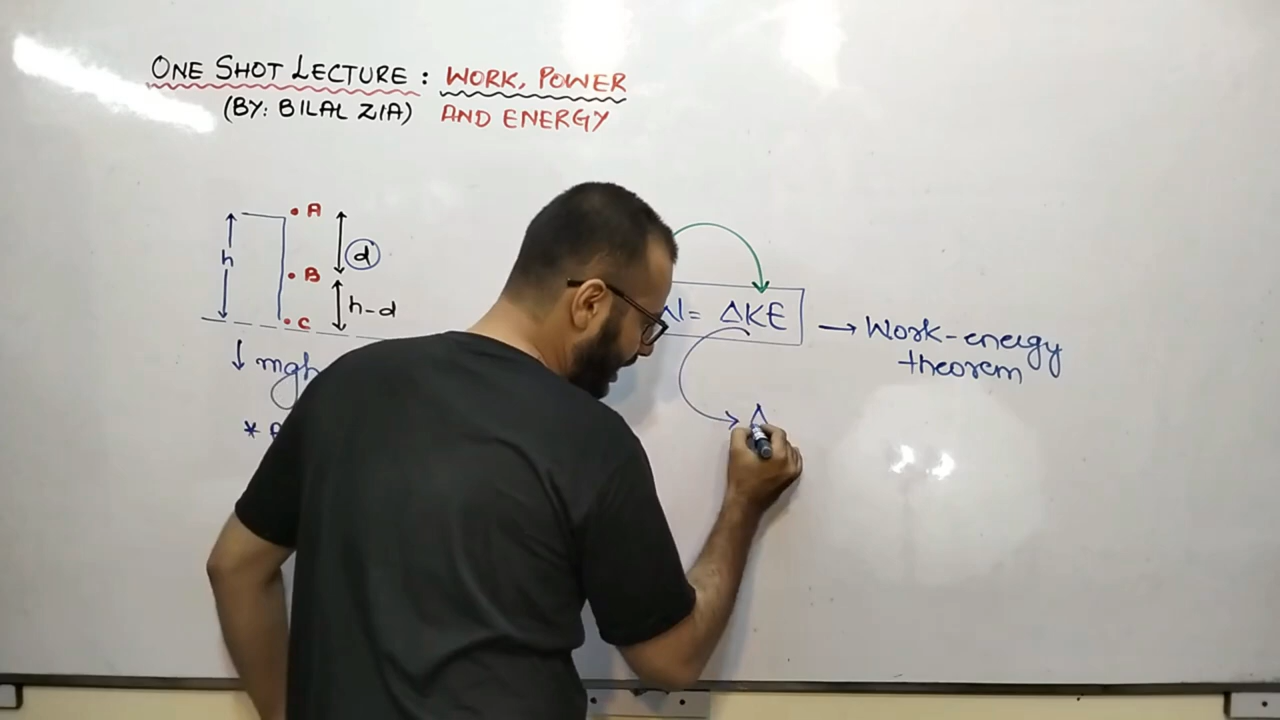 ONE SHOT LECTURE : WORK, POWER
(BY: BILAL ZIA) AND ENERGY
• A
h
d
• B
h-d
• C
↓ mgh
*
= ΔKE
→ Work-energy
theorem
Δ